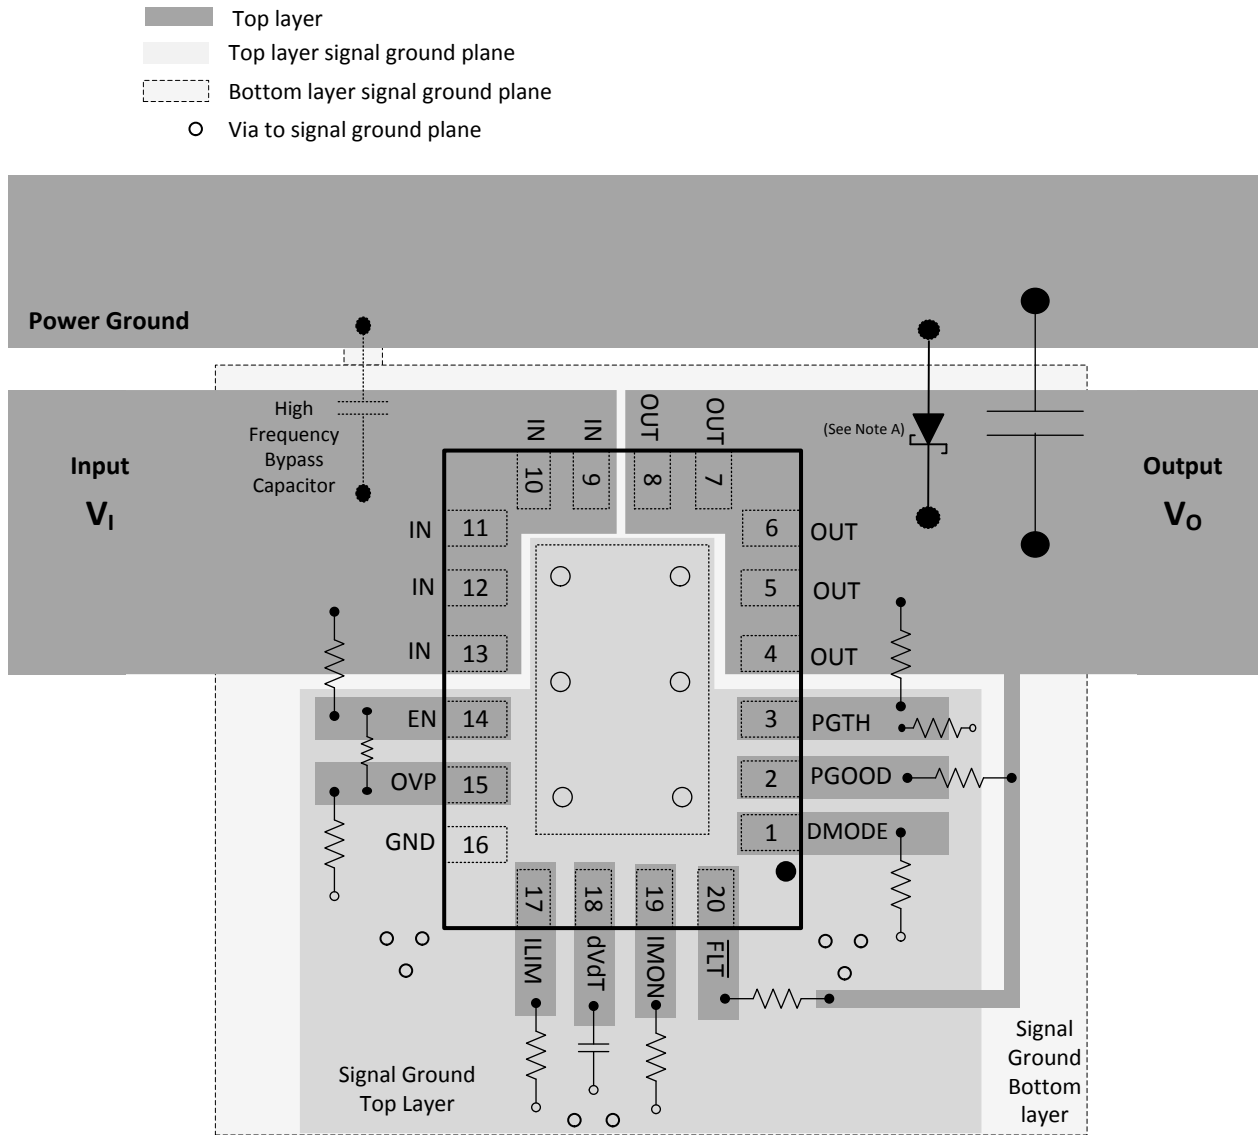 Top layer
Top layer signal ground plane
Bottom layer signal ground plane
Via to signal ground plane
Power Ground
High
Frequency
Bypass
Capacitor
Input
VI
IN
IN
OUT
OUT
10
9
8
7
(See Note A)
Output
VO
IN 11
6 OUT
IN 12
5 OUT
IN 13
4 OUT
EN 14
3 PGTH
OVP 15
2 PGOOD
GND 16
1 DMODE
17
18
19
20
ILIM
dVdT
IMON
FLT
Signal Ground
Top Layer
Signal
Ground
Bottom
layer